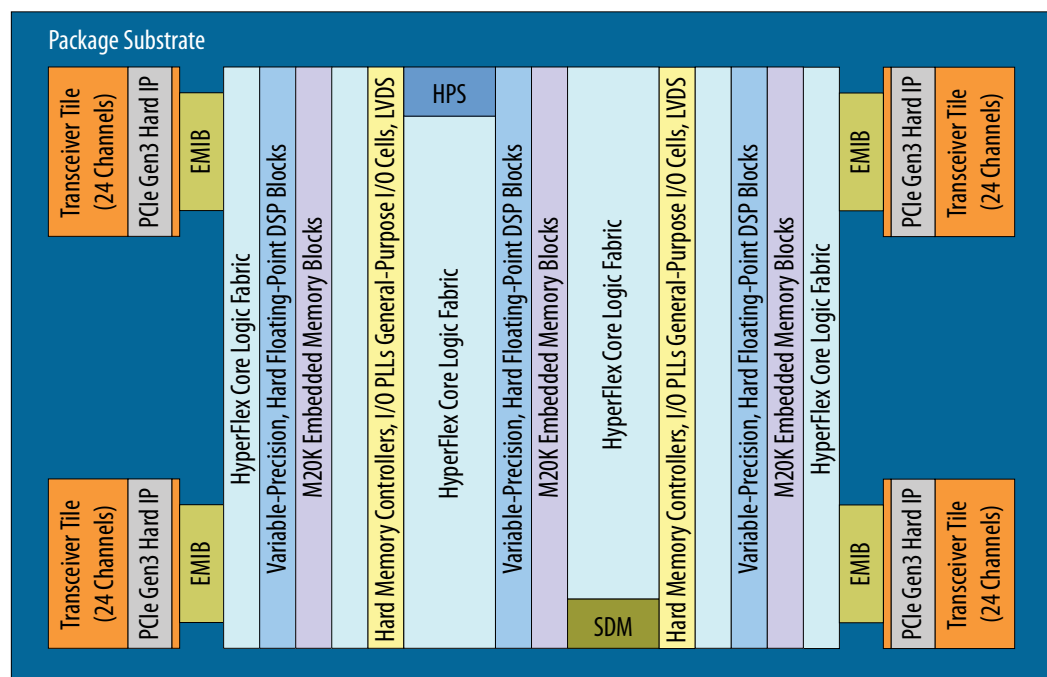 Package Substrate
Transceiver Tile
(24 Channels)
PCIe Gen3 Hard IP
EMIB
Transceiver Tile
(24 Channels)
PCIe Gen3 Hard IP
EMIB
HyperFlex Core Logic Fabric
Variable-Precision, Hard Floating-Point DSP Blocks
M20K Embedded Memory Blocks
Hard Memory Controllers, I/O PLLs General-Purpose I/O Cells, LVDS
HPS
HyperFlex Core Logic Fabric
Variable-Precision, Hard Floating-Point DSP Blocks
M20K Embedded Memory Blocks
HyperFlex Core Logic Fabric
SDM
Hard Memory Controllers, I/O PLLs General-Purpose I/O Cells, LVDS
Variable-Precision, Hard Floating-Point DSP Blocks
M20K Embedded Memory Blocks
HyperFlex Core Logic Fabric
EMIB
PCIe Gen3 Hard IP
Transceiver Tile
(24 Channels)
EMIB
PCIe Gen3 Hard IP
Transceiver Tile
(24 Channels)